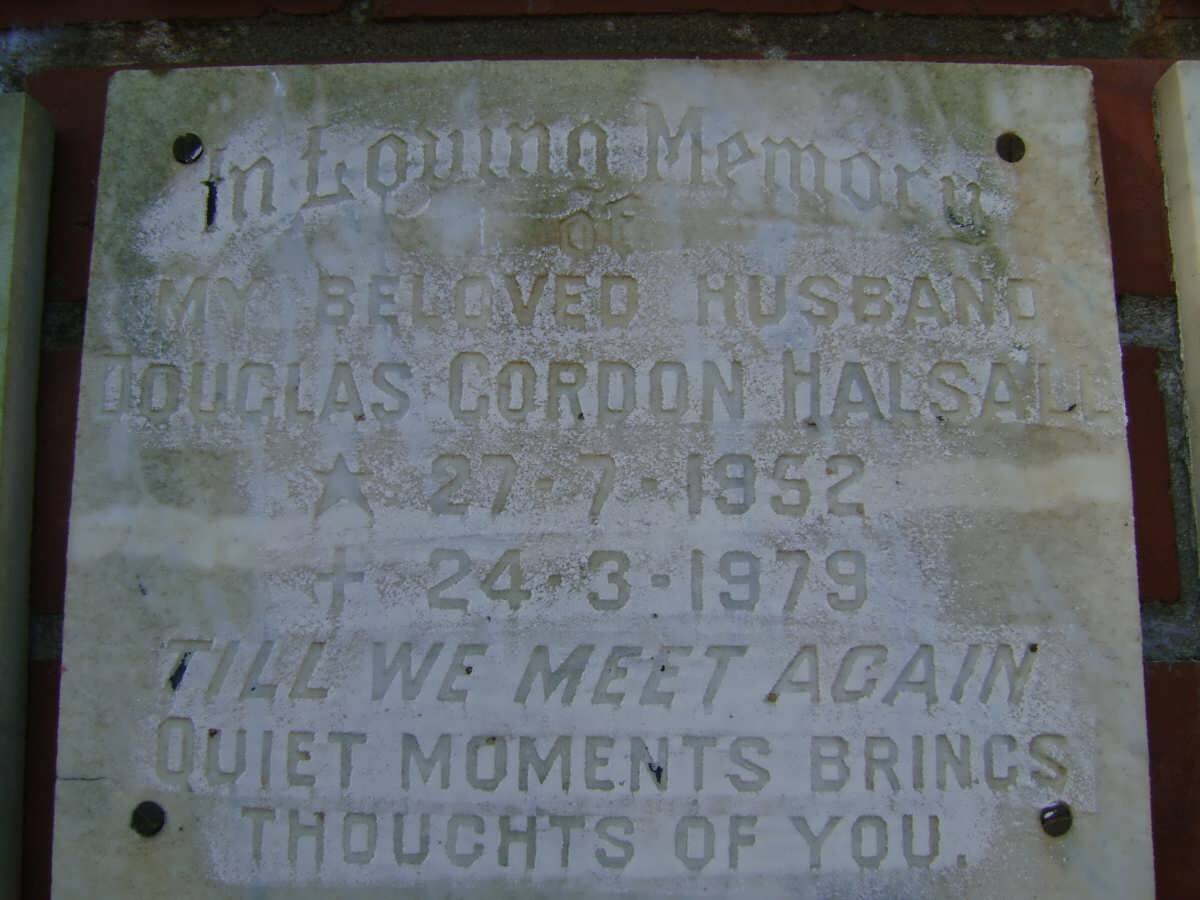 In Loving Memory
of
MY BELOVED HUSBAND
DOUGLAS GORDON HALSALL
★ 27·7·1952
✝ 24·3·1979
TILL WE MEET AGAIN
QUIET MOMENTS BRINGS
THOUGHTS OF YOU.